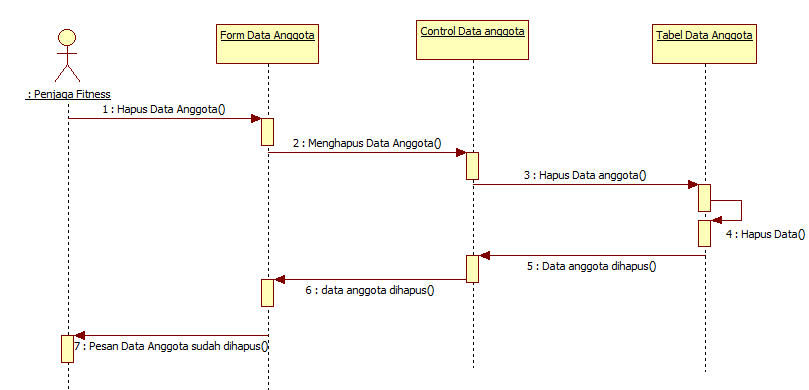 Form Data Anggota
Control Data anggota
Tabel Data Anggota
: Penjaga Fitness
1 : Hapus Data Anggota()
2 : Menghapus Data Anggota()
3 : Hapus Data anggota()
4 : Hapus Data()
5 : Data anggota dihapus()
6 : data anggota dihapus()
7 : Pesan Data Anggota sudah dihapus()